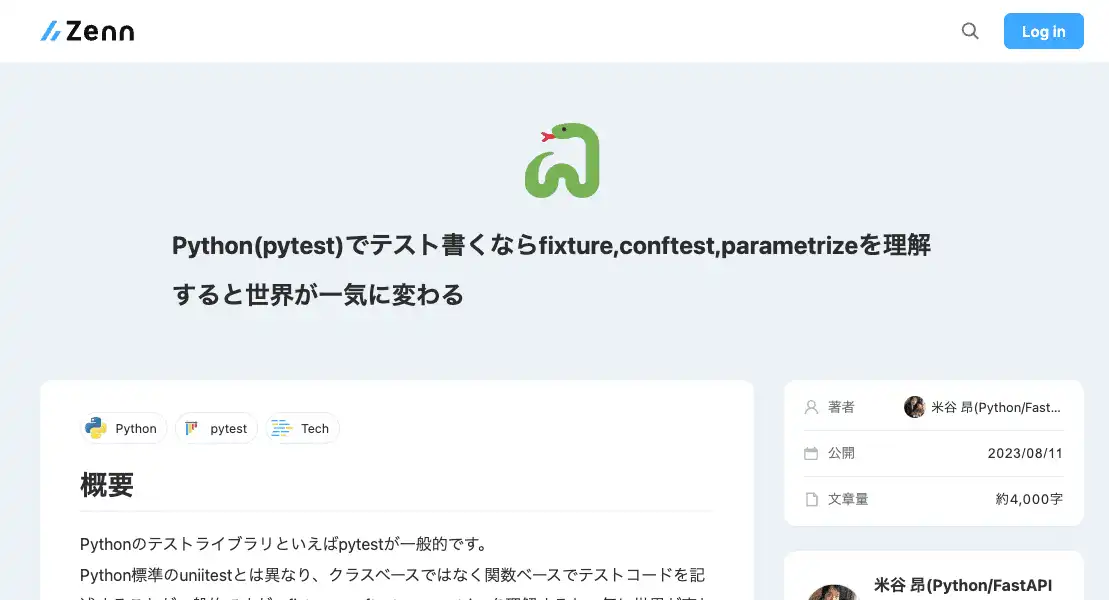 Zenn
Log in
Python(pytest)でテスト書くならfixture,conftest,parametrizeを理解
すると世界が一気に変わる
Python
pytest
Tech
著者
米谷 昂(Python/Fast...
公開
2023/08/11
文章量
約4,000字
概要
Pythonのテストライブラリといえばpytestが一般的です。
Python標準のuniitestとは異なり、クラスベースではなく関数ベースでテストコードを記
米谷 昂(Python/FastAPI